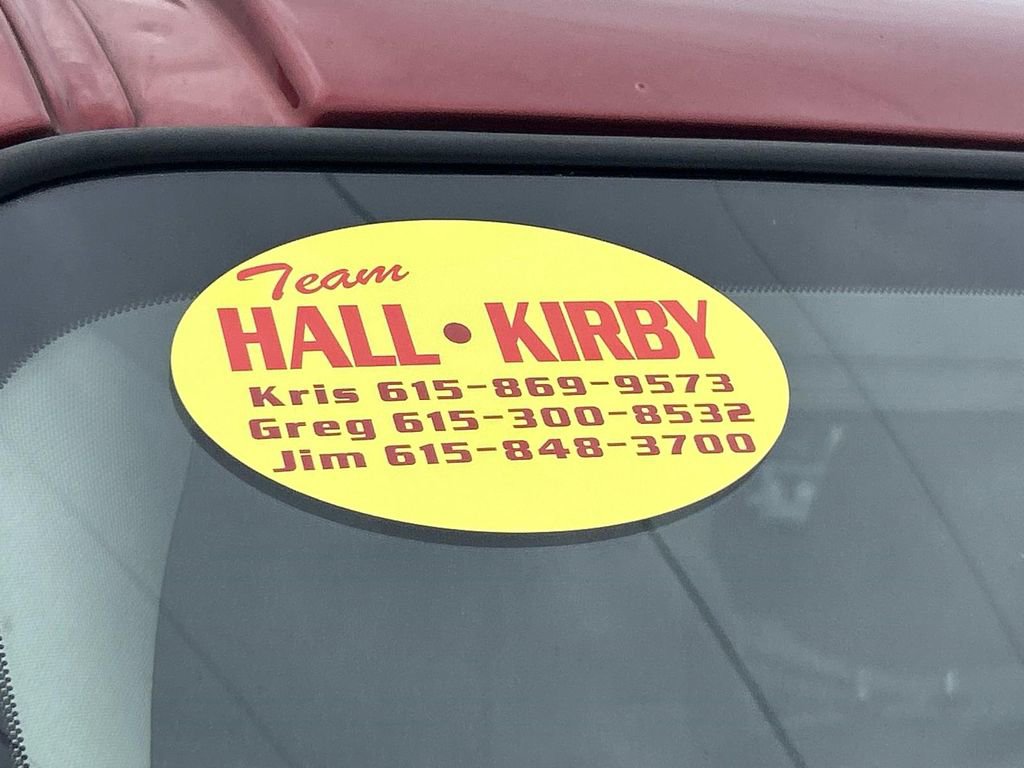 Team
HALL • KIRBY
Kris 615-869-9573
Greg 615-300-8532
Jim 615-848-3700